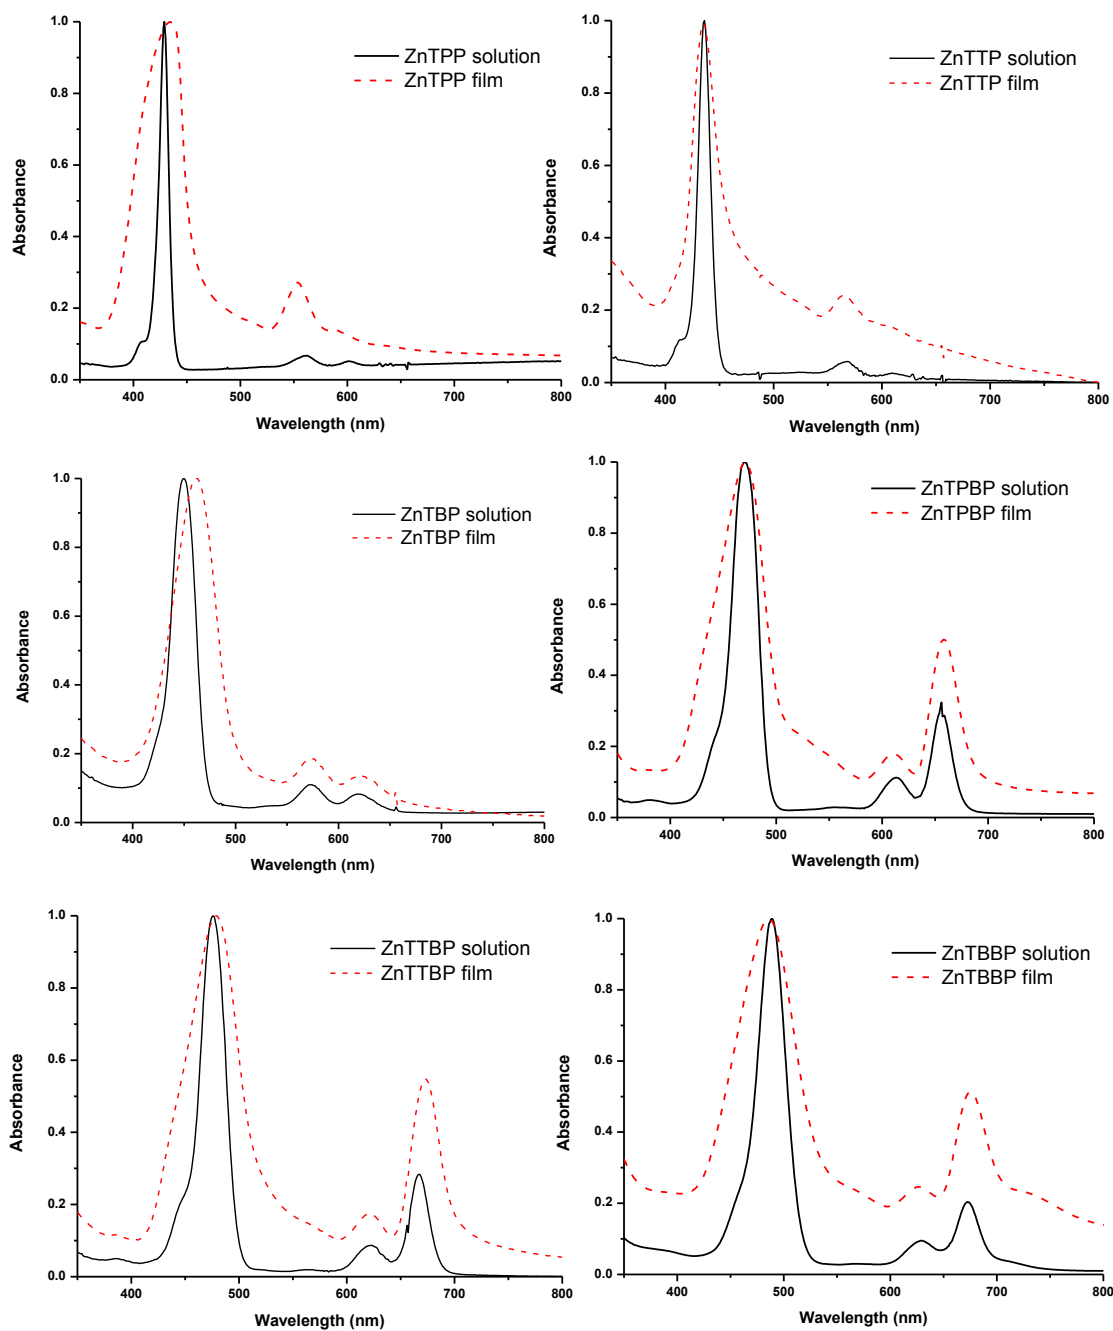 ZnTPP solution
ZnTPP film
Absorbance
1.0
0.8
0.6
0.4
0.2
0.0
400
500
600
700
800
Wavelength (nm)
ZnTTP solution
ZnTTP film
Absorbance
1.0
0.8
0.6
0.4
0.2
0.0
400
500
600
700
800
Wavelength (nm)
ZnTBP solution
ZnTBP film
Absorbance
1.0
0.8
0.6
0.4
0.2
0.0
400
500
600
700
800
Wavelength (nm)
ZnTPBP solution
ZnTPBP film
Absorbance
1.0
0.8
0.6
0.4
0.2
0.0
400
500
600
700
800
Wavelength (nm)
ZnTTBP solution
ZnTTBP film
Absorbance
1.0
0.8
0.6
0.4
0.2
0.0
400
500
600
700
800
Wavelength (nm)
ZnTBBP solution
ZnTBBP film
Absorbance
1.0
0.8
0.6
0.4
0.2
0.0
400
500
600
700
800
Wavelength (nm)